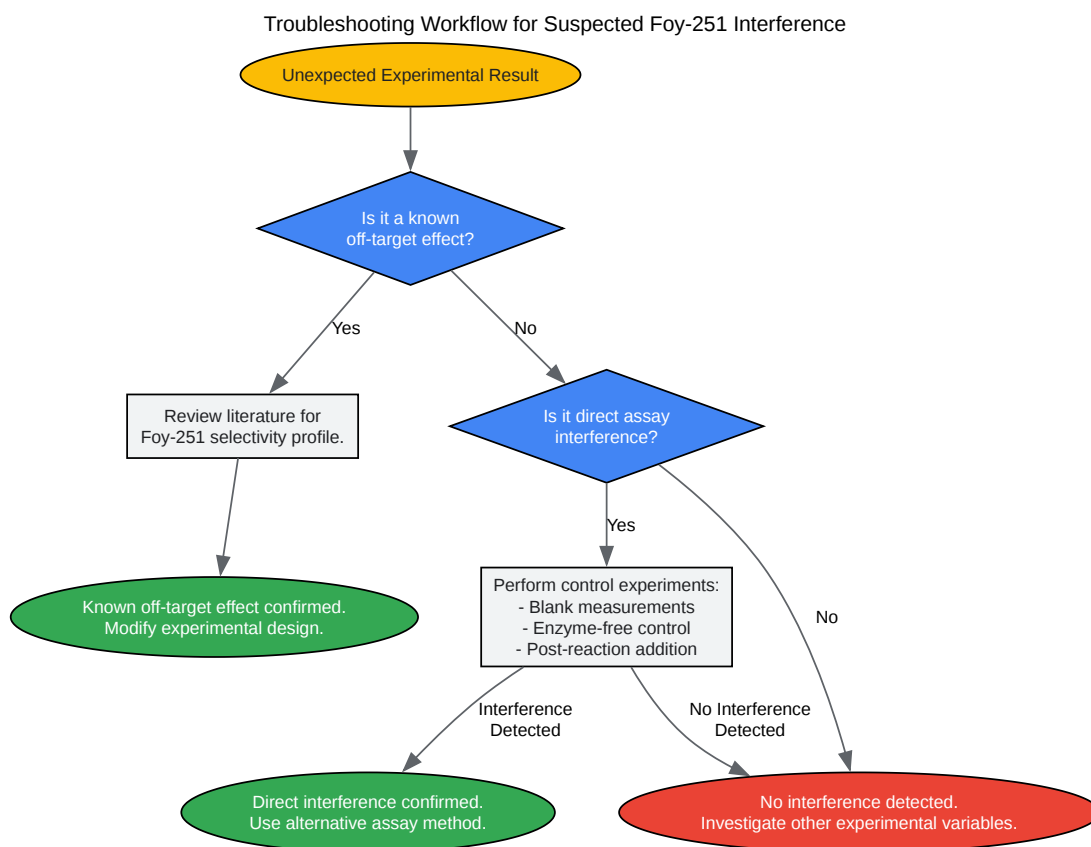 Troubleshooting Workflow for Suspected Foy-251 Interference
Unexpected Experimental Result
Is it a known
off-target effect?
Yes
No
Review literature for
Foy-251 selectivity profile.
Is it direct assay
interference?
Yes
No
Known off-target effect confirmed.
Modify experimental design.
Perform control experiments:
- Blank measurements
- Enzyme-free control
- Post-reaction addition
Interference
Detected
No Interference
Detected
Direct interference confirmed.
Use alternative assay method.
No interference detected.
Investigate other experimental variables.